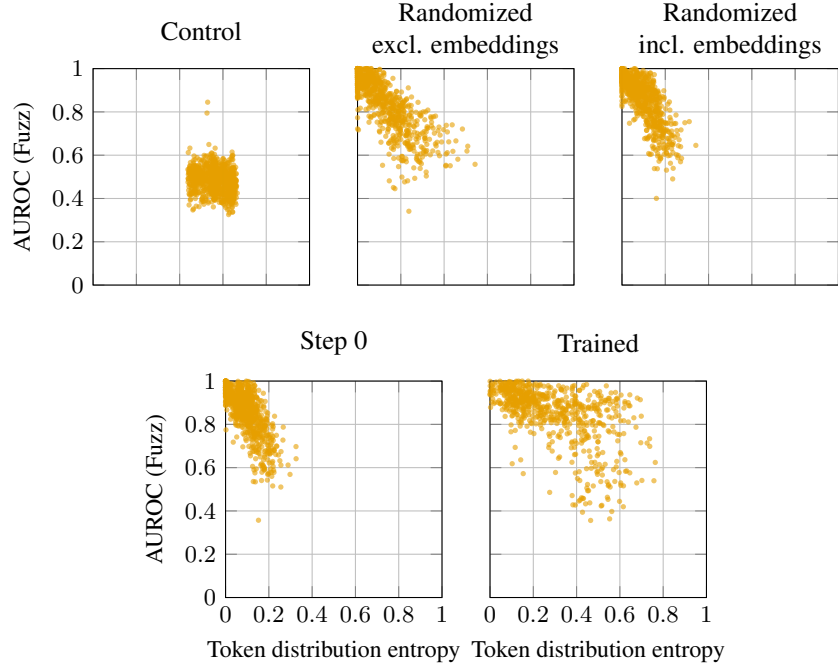 Control
Randomized
excl. embeddings
Randomized
incl. embeddings
AUROC (Fuzz)
1
0.8
0.6
0.4
0.2
0
Step 0
Trained
AUROC (Fuzz)
1
0.8
0.6
0.4
0.2
0
0 0.2 0.4 0.6 0.8 1
0 0.2 0.4 0.6 0.8 1
Token distribution entropy
Token distribution entropy